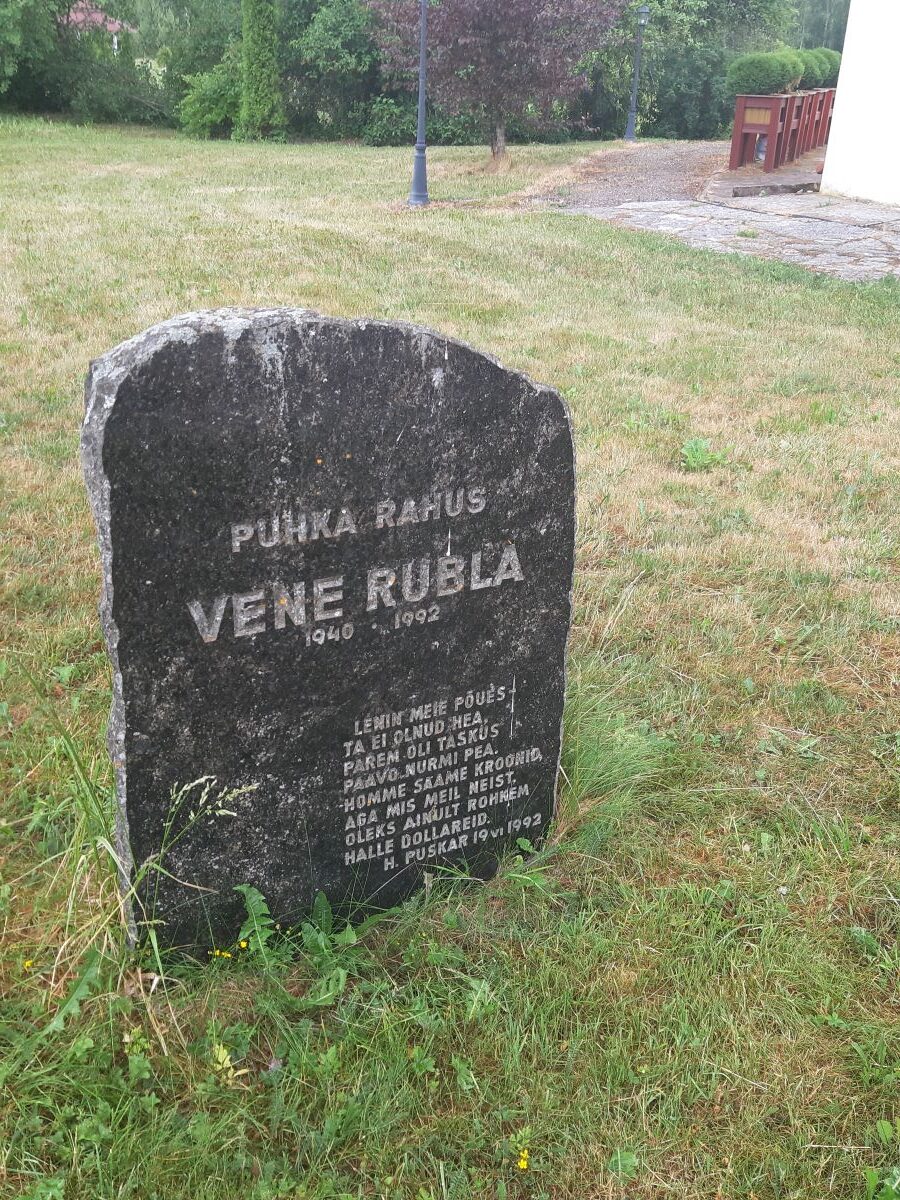 PUHKA RAHUS
VENE RUBLA
1940 . 1992
LENIN MEIE PÕUES-
TA EI OLNUD HEA,
PAREM OLI TASKUS
PAAVO NURMI PEA.
HOMME SAAME KROONID,
AGA MIS MEIL NEIST.
OLEKS AINULT ROHKEM
HALLE DOLLAREID.
H. PUSKAR 19 VI 1992